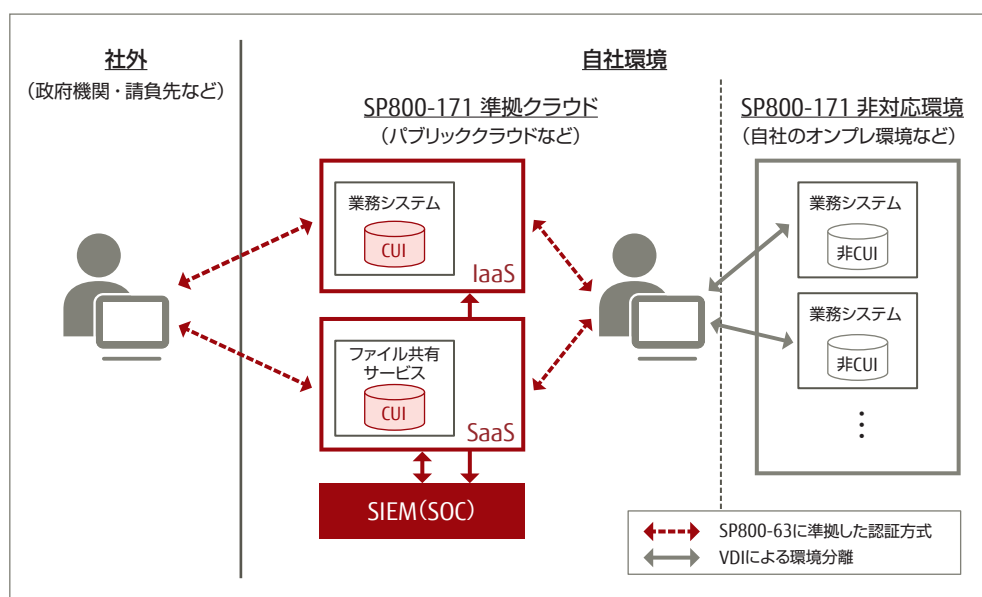 社外
(政府機関・請負先など)
自社環境
SP800-171 準拠クラウド
(パブリッククラウドなど)
SP800-171 非対応環境
(自社のオンプレ環境など)
業務システム
CUI
IaaS
ファイル共有
サービス
CUI
SaaS
SIEM(SOC)
業務システム
非CUI
業務システム
非CUI
⋮
SP800-63に準拠した認証方式
VDIによる環境分離